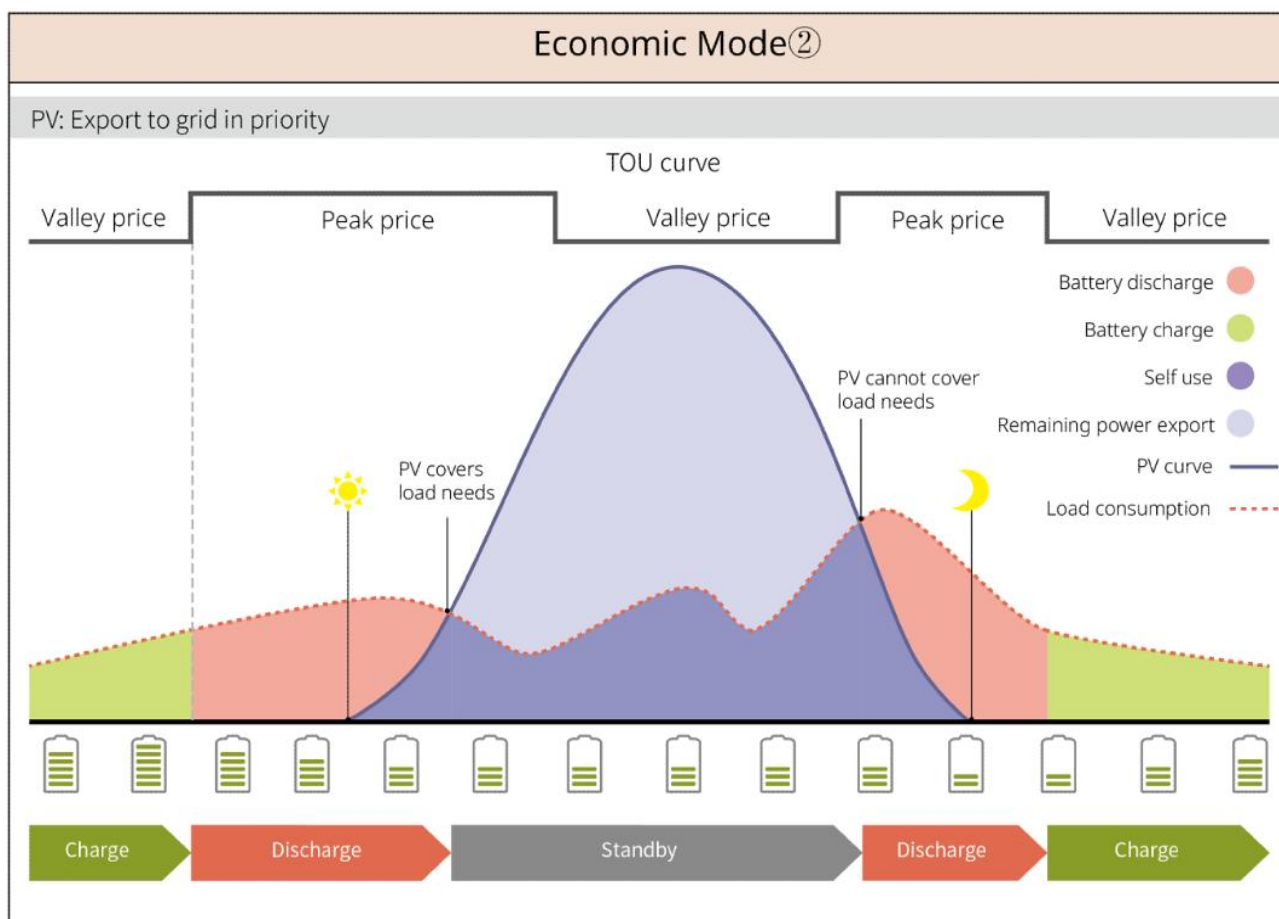 Economic Mode②
PV: Export to grid in priority
TOU curve
Valley price
Peak price
Valley price
Peak price
Valley price
Battery discharge
Battery charge
Self use
Remaining power export
PV curve
Load consumption
PV cannot cover
load needs
PV covers
load needs
Charge
Discharge
Standby
Discharge
Charge